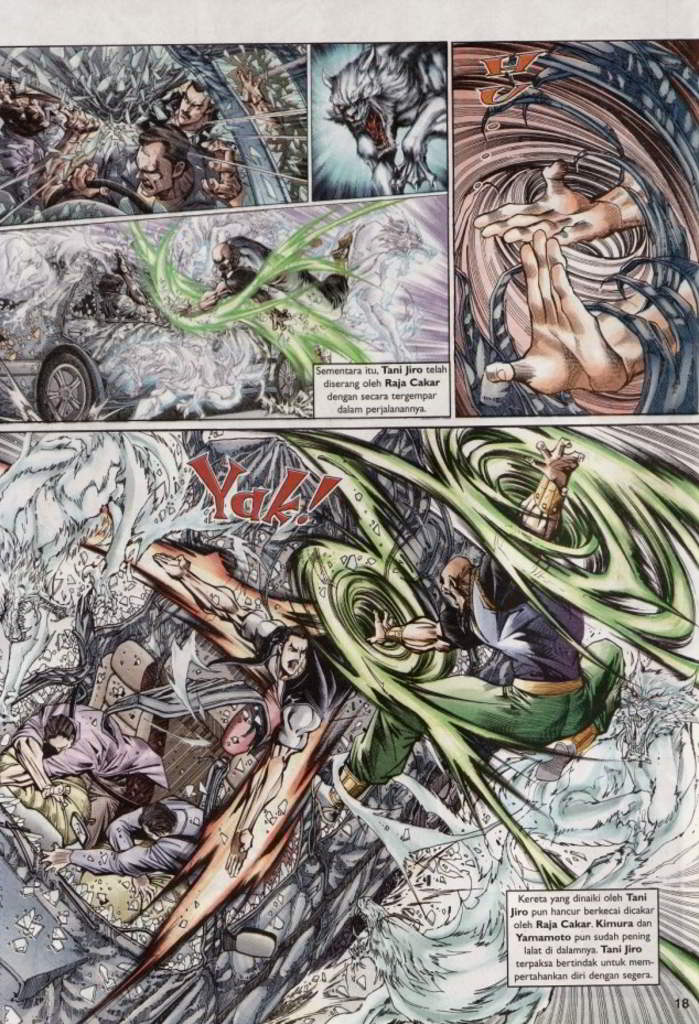 Sementara itu, Tani Jiro telah
diserang oleh Raja Cakar
dengan secara tergempar
dalam perjalanannya.
Yak!
Kereta yang dinaiki oleh Tani
Jiro pun hancur berkecai dicakar
oleh Raja Cakar. Kimura dan
Yamamoto pun sudah pening
lalat di dalamnya. Tani Jiro
terpaksa bertindak untuk mem-
pertahankan diri dengan segera.
18